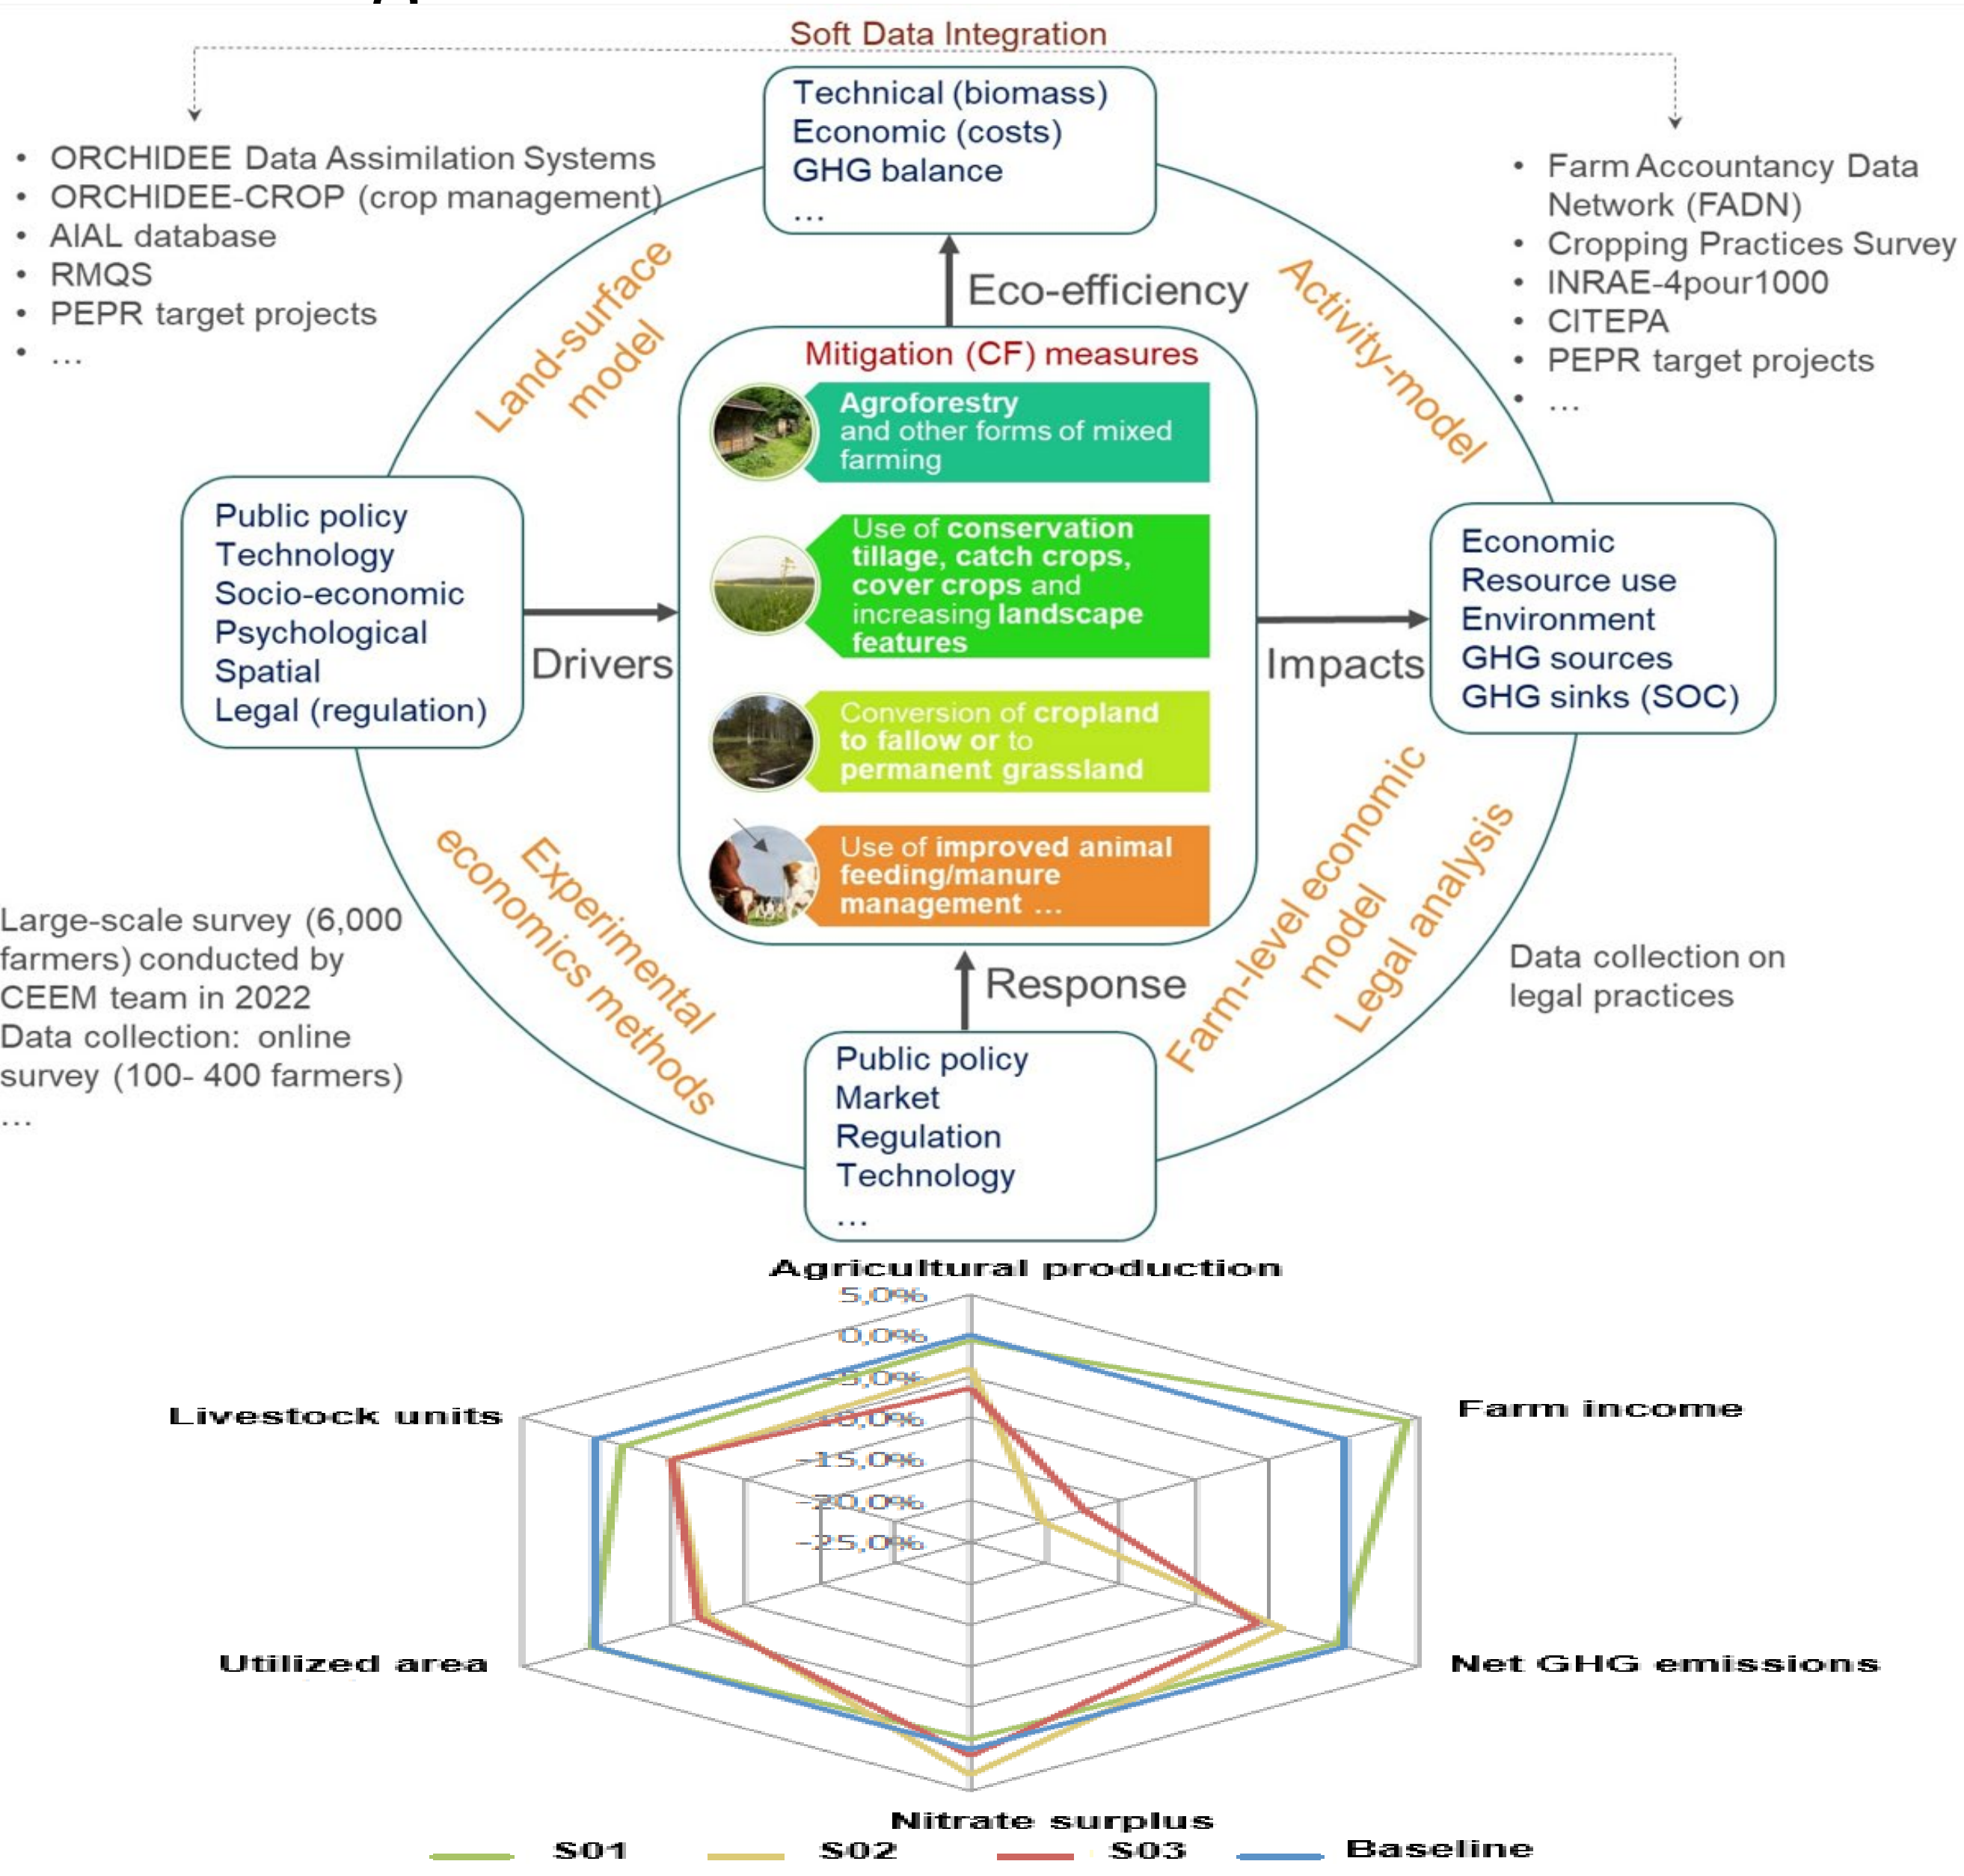 Soft Data Integration
Technical (biomass)
Economic (costs)
GHG balance
…
• ORCHIDEE Data Assimilation Systems
• ORCHIDEE-CROP (crop management)
• AIAL database
• RMQS
• PEPR target projects
• …
• Farm Accountancy Data
Network (FADN)
• Cropping Practices Survey
• INRAE-4pour1000
• CITEPA
• PEPR target projects
• …
Land-surface
model
Activity-model
Eco-efficiency
Mitigation (CF) measures
Agroforestry
and other forms of mixed
farming
Use of conservation
tillage, catch crops,
cover crops and
increasing landscape
features
Conversion of cropland
to fallow or to
permanent grassland
Use of improved animal
feeding/manure
management …
Public policy
Technology
Socio-economic
Psychological
Spatial
Legal (regulation)
Drivers
Impacts
Economic
Resource use
Environment
GHG sources
GHG sinks (SOC)
Experimental
economics methods
Farm-level economic
model
Legal analysis
Large-scale survey (6,000
farmers) conducted by
CEEM team in 2022
Data collection: online
survey (100- 400 farmers)
…
Data collection on
legal practices
Response
Public policy
Market
Regulation
Technology
…
Agricultural production
5,0%
0,0%
-5,0%
-10,0%
-15,0%
-20,0%
-25,0%
Livestock units
Farm income
Utilized area
Net GHG emissions
Nitrate surplus
S01 S02 S03 Baseline